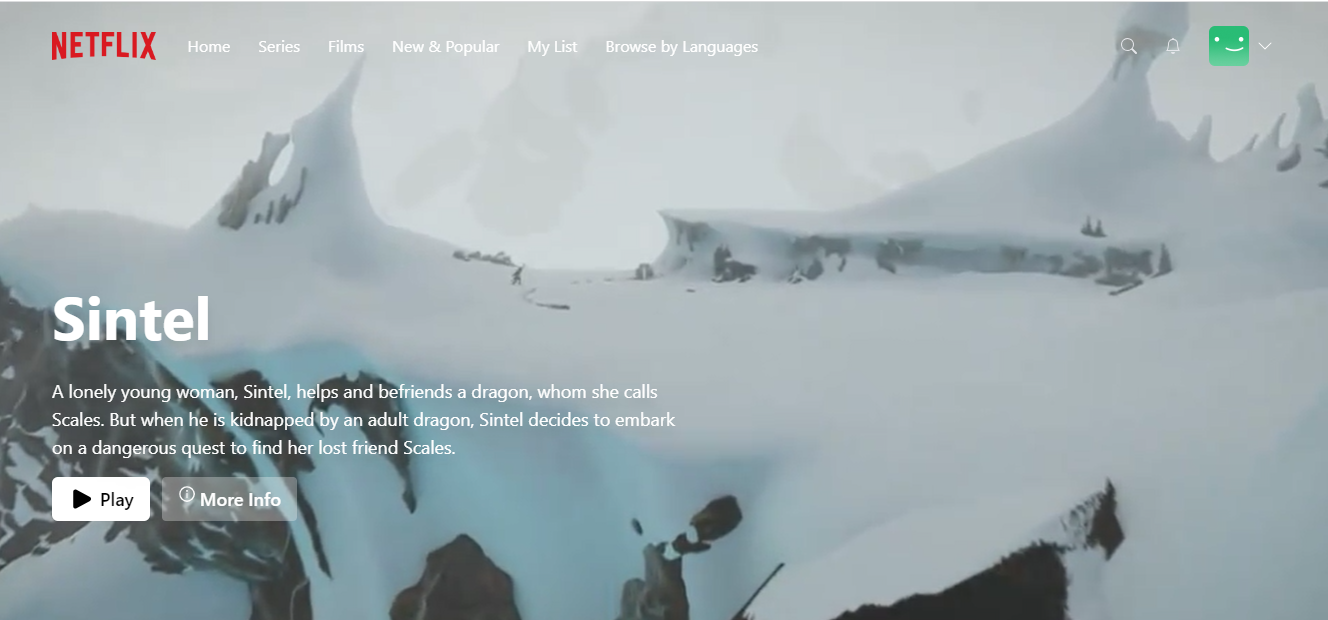 NETFLIX Home Series Films New & Popular My List Browse by Languages
Sintel
A lonely young woman, Sintel, helps and befriends a dragon, whom she calls
Scales. But when he is kidnapped by an adult dragon, Sintel decides to embark
on a dangerous quest to find her lost friend Scales.
Play More Info